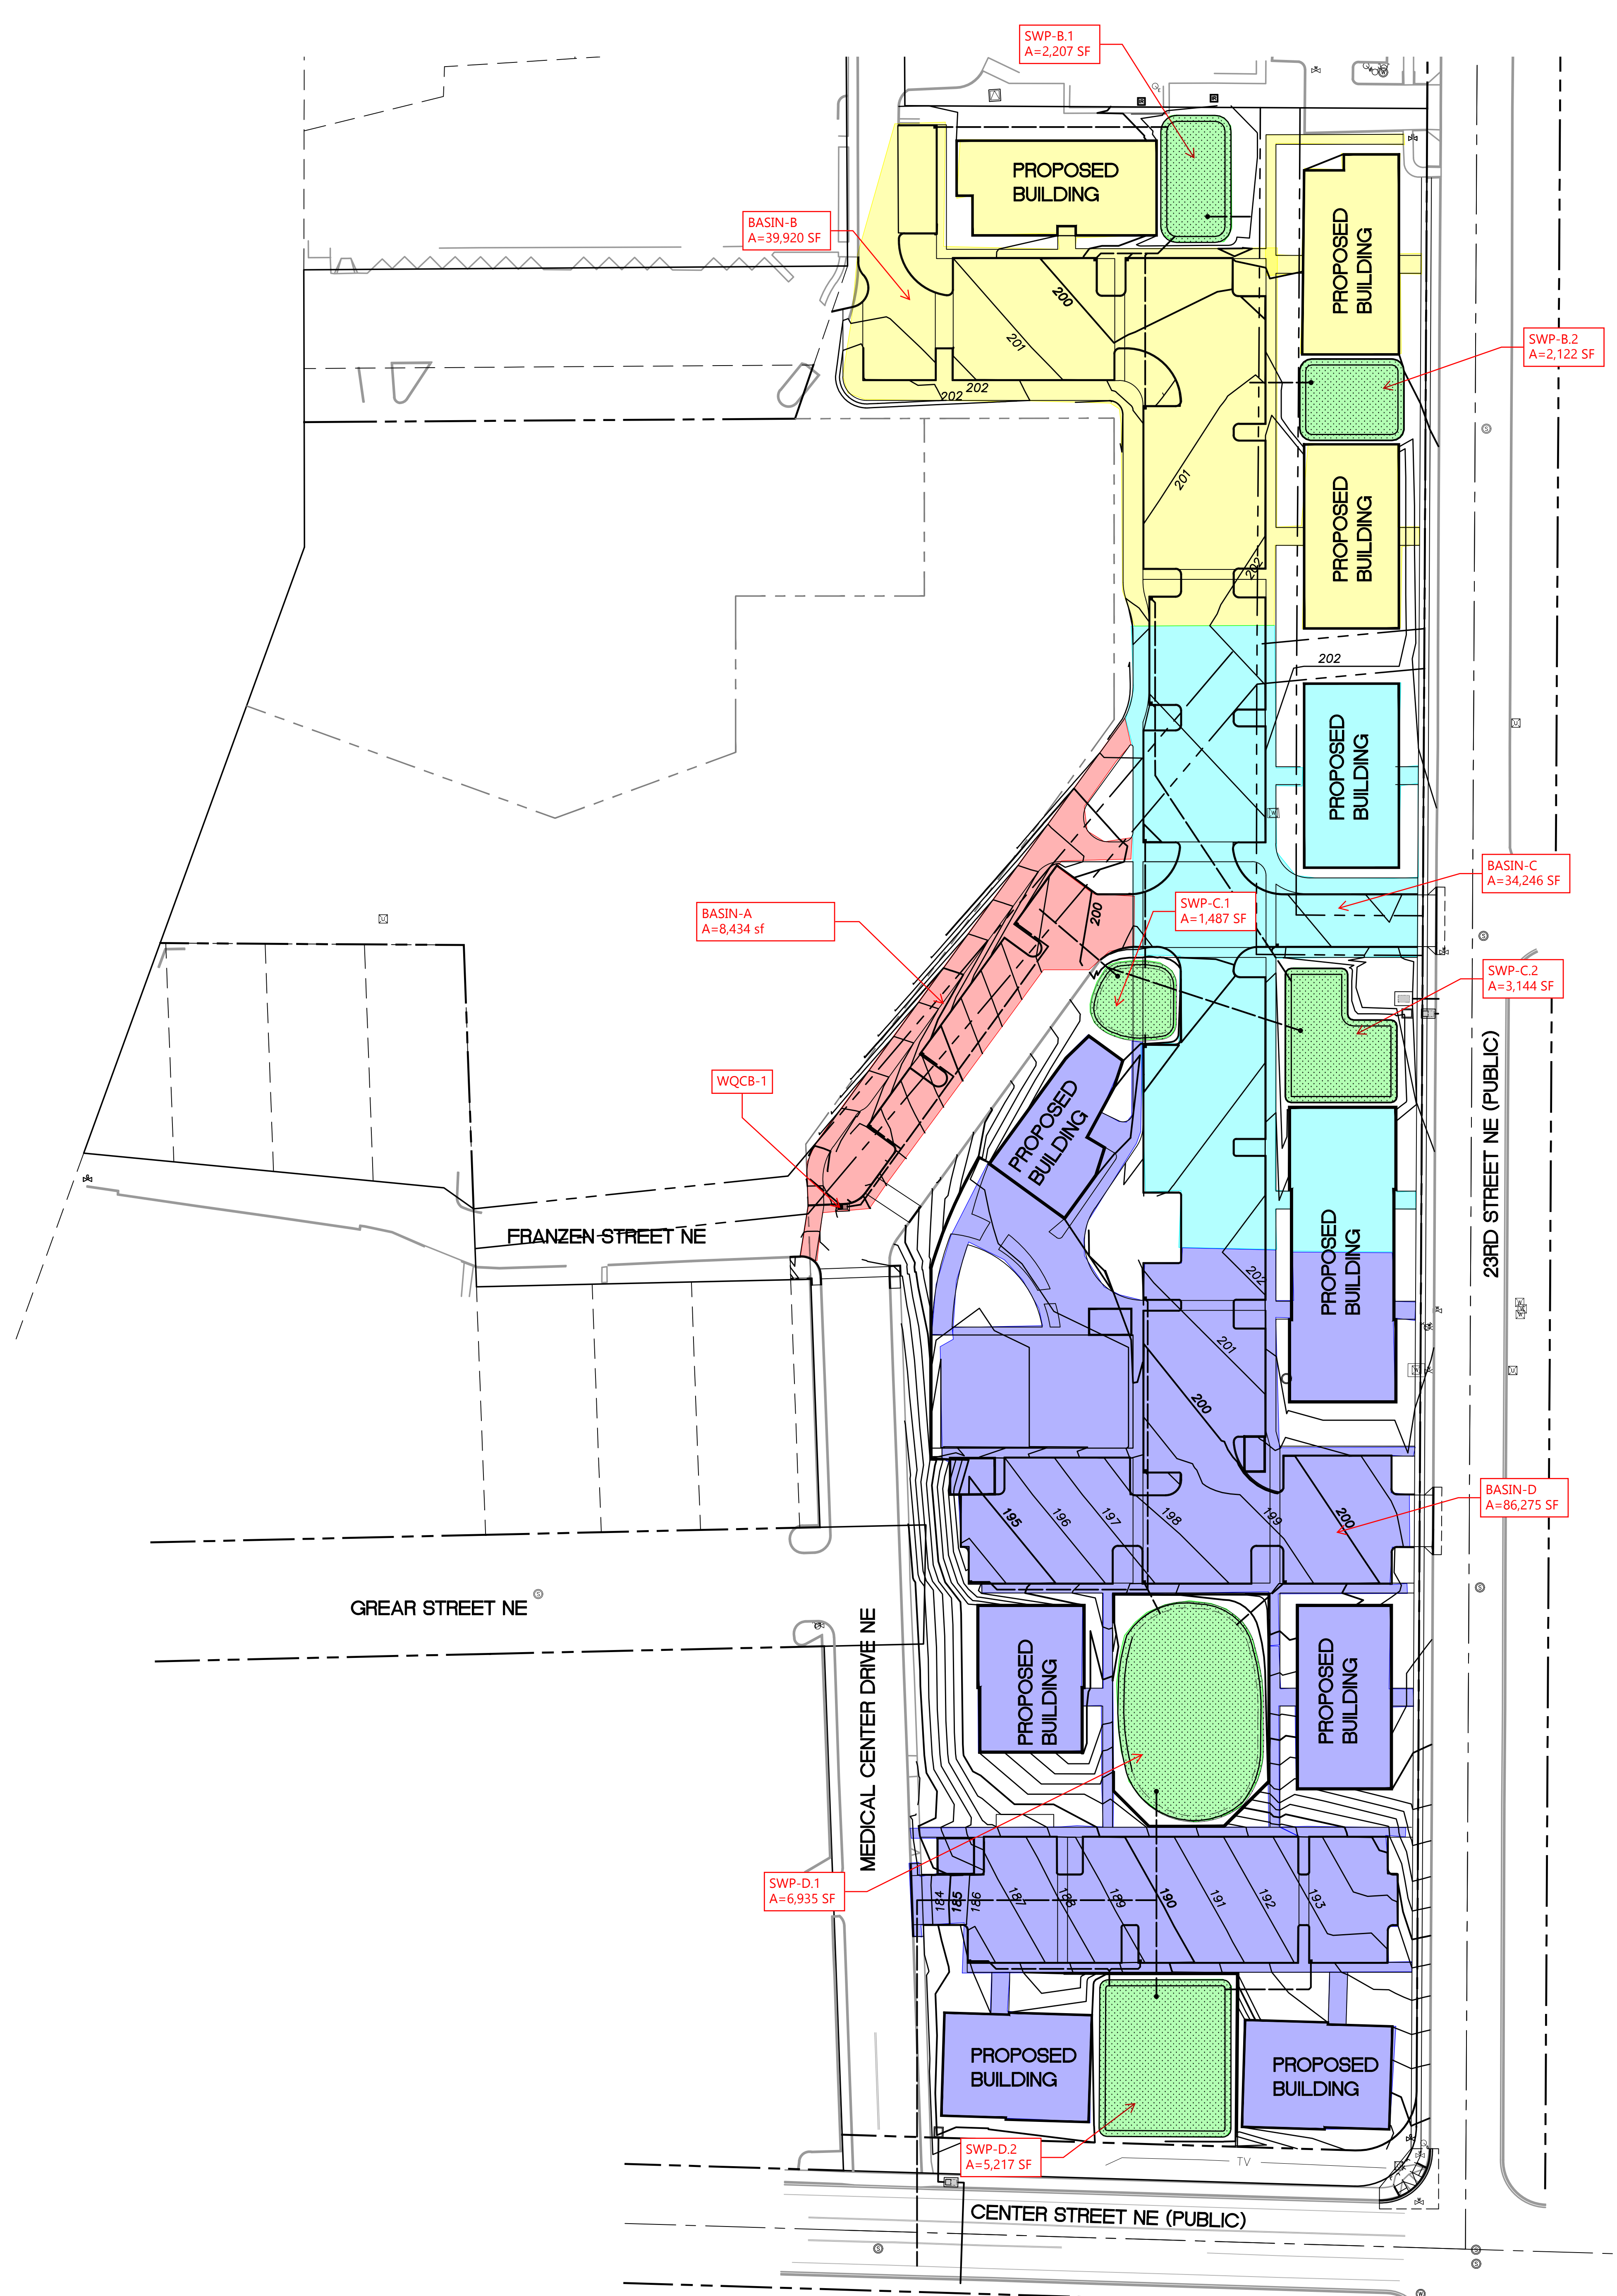 SWP-B.1
A=2,207 SF
PROPOSED
BUILDING
BASIN-B
A=39,920 SF
PROPOSED
BUILDING
200
201
SWP-B.2
A=2,122 SF
202
202
201
PROPOSED
BUILDING
202
202
PROPOSED
BUILDING
BASIN-C
A=34,246 SF
SWP-C.1
A=1,487 SF
BASIN-A
A=8,434 sf
200
SWP-C.2
A=3,144 SF
WQCB-1
PROPOSED
BUILDING
23RD STREET NE (PUBLIC)
FRANZEN STREET NE
PROPOSED
BUILDING
202
201
200
BASIN-D
A=86,275 SF
195
196
197
198
199
200
GREAR STREET NE
MEDICAL CENTER DRIVE NE
PROPOSED
BUILDING
PROPOSED
BUILDING
SWP-D.1
A=6,935 SF
184
185
186
187
188
189
190
191
192
193
PROPOSED
BUILDING
PROPOSED
BUILDING
SWP-D.2
A=5,217 SF
TV
CENTER STREET NE (PUBLIC)